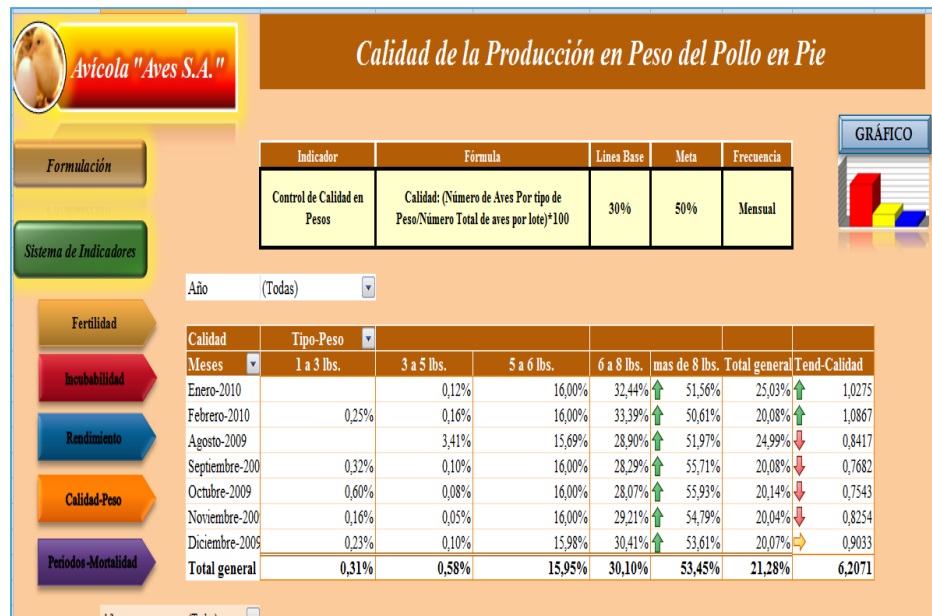 Avícola "Aves S.A."
Calidad de la Producción en Peso del Pollo en Pie
GRÁFICO
Formulación
Sistema de Indicadores
Fertilidad
Incubabilidad
Rendimiento
Calidad-Peso
Periodos-Mortalidad
Indicador Fórmula Linea Base Meta Frecuencia
Control de Calidad en Pesos Calidad: (Número de Aves Por tipo de Peso/Número Total de aves por lote)*100 30% 50% Mensual
Año (Todas)
Calidad Tipo-Peso
Meses 1 a 3 lbs. 3 a 5 lbs. 5 a 6 lbs. 6 a 8 lbs. mas de 8 lbs. Total general Tend-Calidad
Enero-2010 0,12% 16,00% 32,44% 51,56% 25,03% 1,0275
Febrero-2010 0,25% 0,16% 16,00% 33,39% 50,61% 20,08% 1,0867
Agosto-2009 3,41% 15,69% 28,90% 51,97% 24,99% 0,8417
Septiembre-200 0,32% 0,10% 16,00% 28,29% 55,71% 20,08% 0,7682
Octubre-2009 0,60% 0,08% 16,00% 28,07% 55,93% 20,14% 0,7543
Noviembre-200 0,16% 0,05% 16,00% 29,21% 54,79% 20,04% 0,8254
Diciembre-2009 0,23% 0,10% 15,98% 30,41% 53,61% 20,07% 0,9033
Total general 0,31% 0,58% 15,95% 30,10% 53,45% 21,28% 6,2071